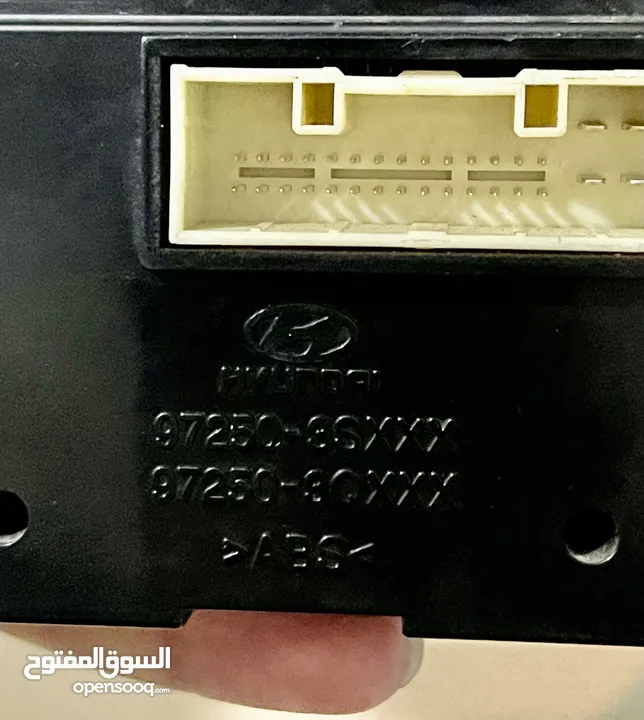 HYUNDAI
97250-3SXXX
97250-3QXXX
>ABS<
السوق المفتوح
opensooq.com